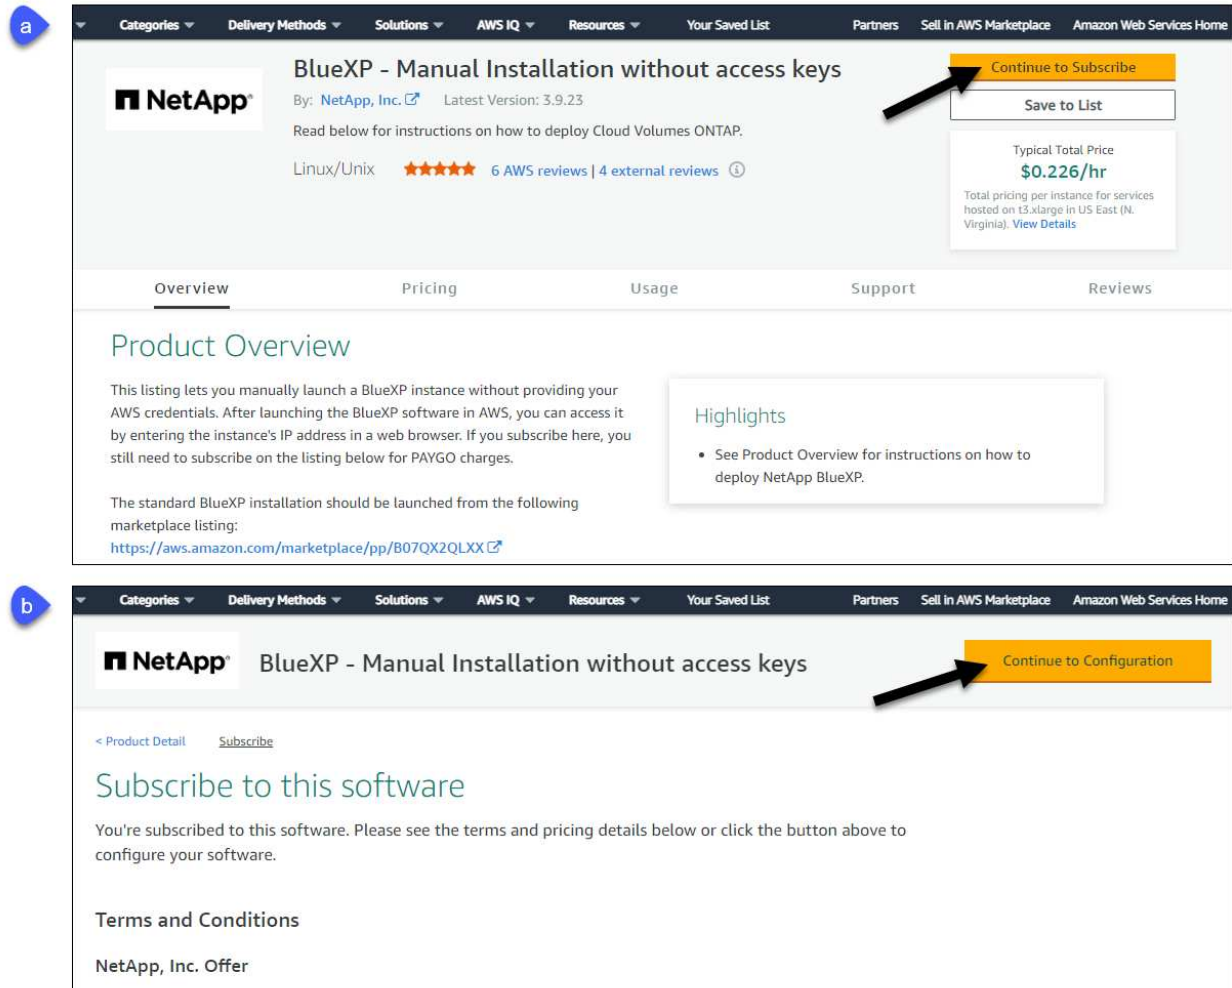 a
Categories Delivery Methods Solutions AWS IQ Resources Your Saved List Partners Sell in AWS Marketplace Amazon Web Services Home
NetApp
BlueXP - Manual Installation without access keys
By: NetApp, Inc. Latest Version: 3.9.23
Read below for instructions on how to deploy Cloud Volumes ONTAP.
Linux/Unix 6 AWS reviews | 4 external reviews
Continue to Subscribe
Save to List
Typical Total Price
$0.226/hr
Total pricing per instance for services
hosted on t3.xlarge in US East (N.
Virginia). View Details
Overview Pricing Usage Support Reviews
Product Overview
This listing lets you manually launch a BlueXP instance without providing your
AWS credentials. After launching the BlueXP software in AWS, you can access it
by entering the instance's IP address in a web browser. If you subscribe here, you
still need to subscribe on the listing below for PAYGO charges.
The standard BlueXP installation should be launched from the following
marketplace listing:
https://aws.amazon.com/marketplace/pp/B07QX2QLXX
Highlights
• See Product Overview for instructions on how to
deploy NetApp BlueXP.
b
Categories Delivery Methods Solutions AWS IQ Resources Your Saved List Partners Sell in AWS Marketplace Amazon Web Services Home
NetApp
BlueXP - Manual Installation without access keys
Continue to Configuration
< Product Detail Subscribe
Subscribe to this software
You're subscribed to this software. Please see the terms and pricing details below or click the button above to
configure your software.
Terms and Conditions
NetApp, Inc. Offer